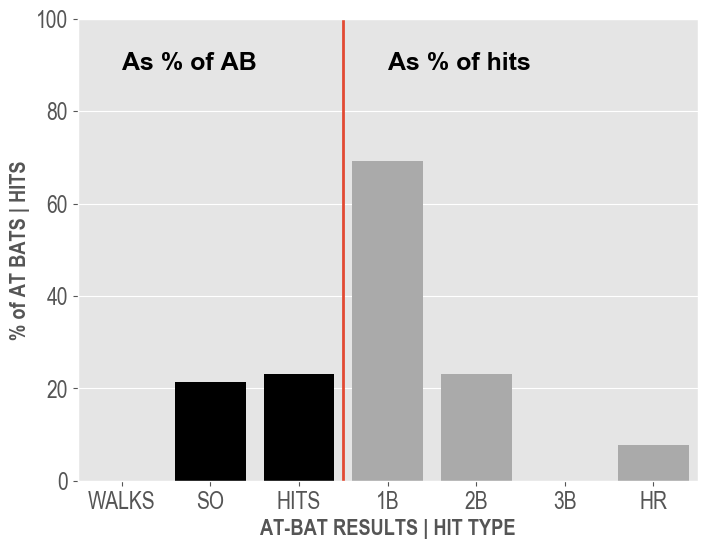 100
As % of AB
As % of hits
80
60
40
20
0
% of AT BATS | HITS
WALKS SO HITS 1B 2B 3B HR
AT-BAT RESULTS | HIT TYPE